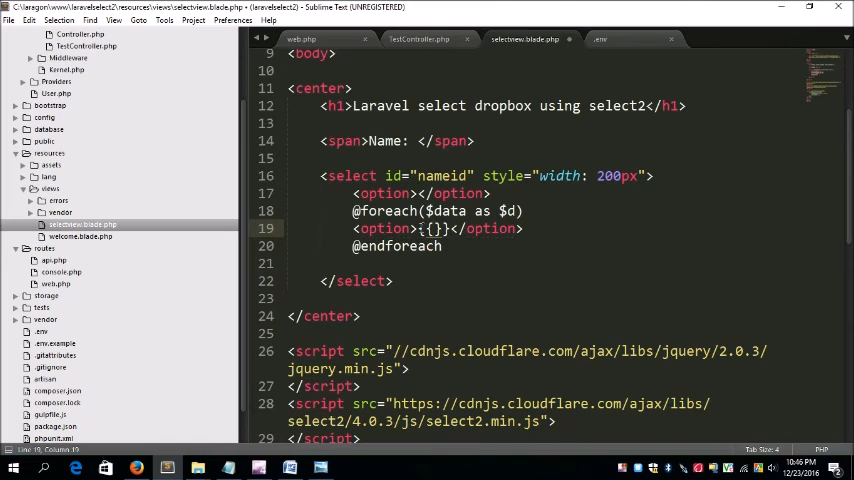 C:\laragon\www\laravelselect2\resources\views\selectview.blade.php • (laravelselect2) - Sublime Text (UNREGISTERED)
File Edit Selection Find View Goto Tools Project Preferences Help
Controller.php
TestController.php
Middleware
Kernel.php
Providers
User.php
bootstrap
config
database
public
resources
assets
lang
views
errors
vendor
selectview.blade.php
welcome.blade.php
routes
api.php
console.php
web.php
storage
tests
vendor
.env
.env.example
.gitattributes
.gitignore
artisan
composer.json
composer.lock
gulpfile.js
package.json
phpunit.xml
web.php TestController.php selectview.blade.php .env
9 <body>
10
11 <center>
12 <h1>Laravel select dropbox using select2</h1>
13
14 <span>Name: </span>
15
16 <select id="nameid" style="width: 200px">
17 <option></option>
18 @foreach($data as $d)
19 <option>{{}}</option>
20 @endforeach
21
22 </select>
23
24 </center>
25
26 <script src="//cdnjs.cloudflare.com/ajax/libs/jquery/2.0.3/
jquery.min.js">
27 </script>
28 <script src="https://cdnjs.cloudflare.com/ajax/libs/
select2/4.0.3/js/select2.min.js">
29 </script>
Line 19, Column 19 Tab Size: 4 PHP
10:46 PM
12/23/2016